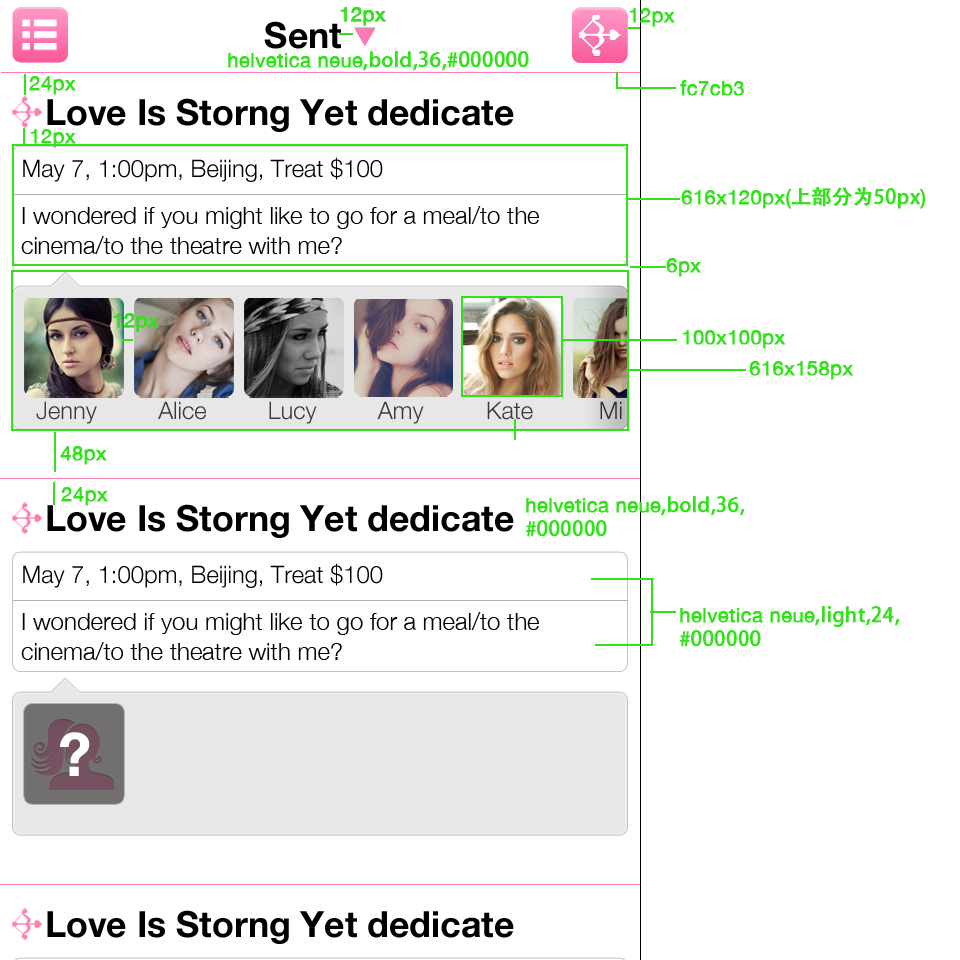 12px
Sent
12px
helvetica neue,bold,36,#000000
24px
fc7cb3
Love Is Storng Yet dedicate
12px
May 7, 1:00pm, Beijing, Treat $100
616x120px(上部分为50px)
I wondered if you might like to go for a meal/to the
cinema/to the theatre with me?
6px
12px
100x100px
616x158px
Jenny
Alice
Lucy
Amy
Kate
Mi
48px
24px
Love Is Storng Yet dedicate
helvetica neue,bold,36,
#000000
May 7, 1:00pm, Beijing, Treat $100
I wondered if you might like to go for a meal/to the
cinema/to the theatre with me?
helvetica neue,light,24,
#000000
?
Love Is Storng Yet dedicate